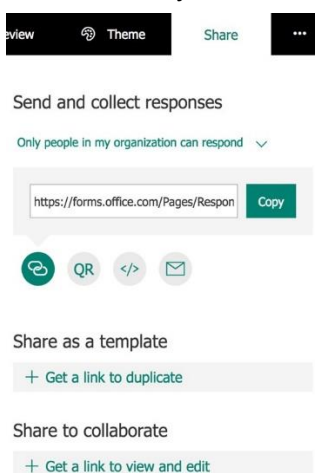 eview Theme Share ...
Send and collect responses
Only people in my organization can respond
https://forms.office.com/Pages/Respon Copy
QR </>
Share as a template
+ Get a link to duplicate
Share to collaborate
+ Get a link to view and edit